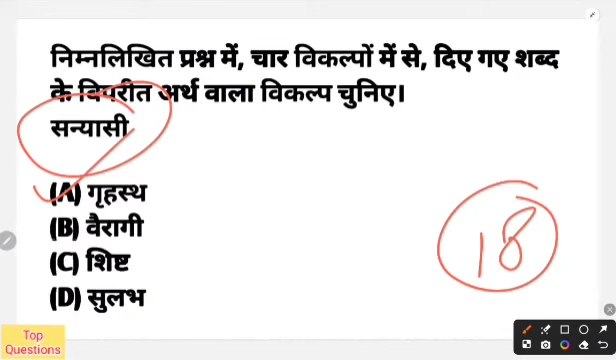 निम्नलिखित प्रश्न में, चार विकल्पों में से, दिए गए शब्द
के विपरीत अर्थ वाला विकल्प चुनिए।
सन्यासी
(A) गृहस्थ
(B) वैरागी
(C) शिष्ट
(D) सुलभ
18
Top
Questions